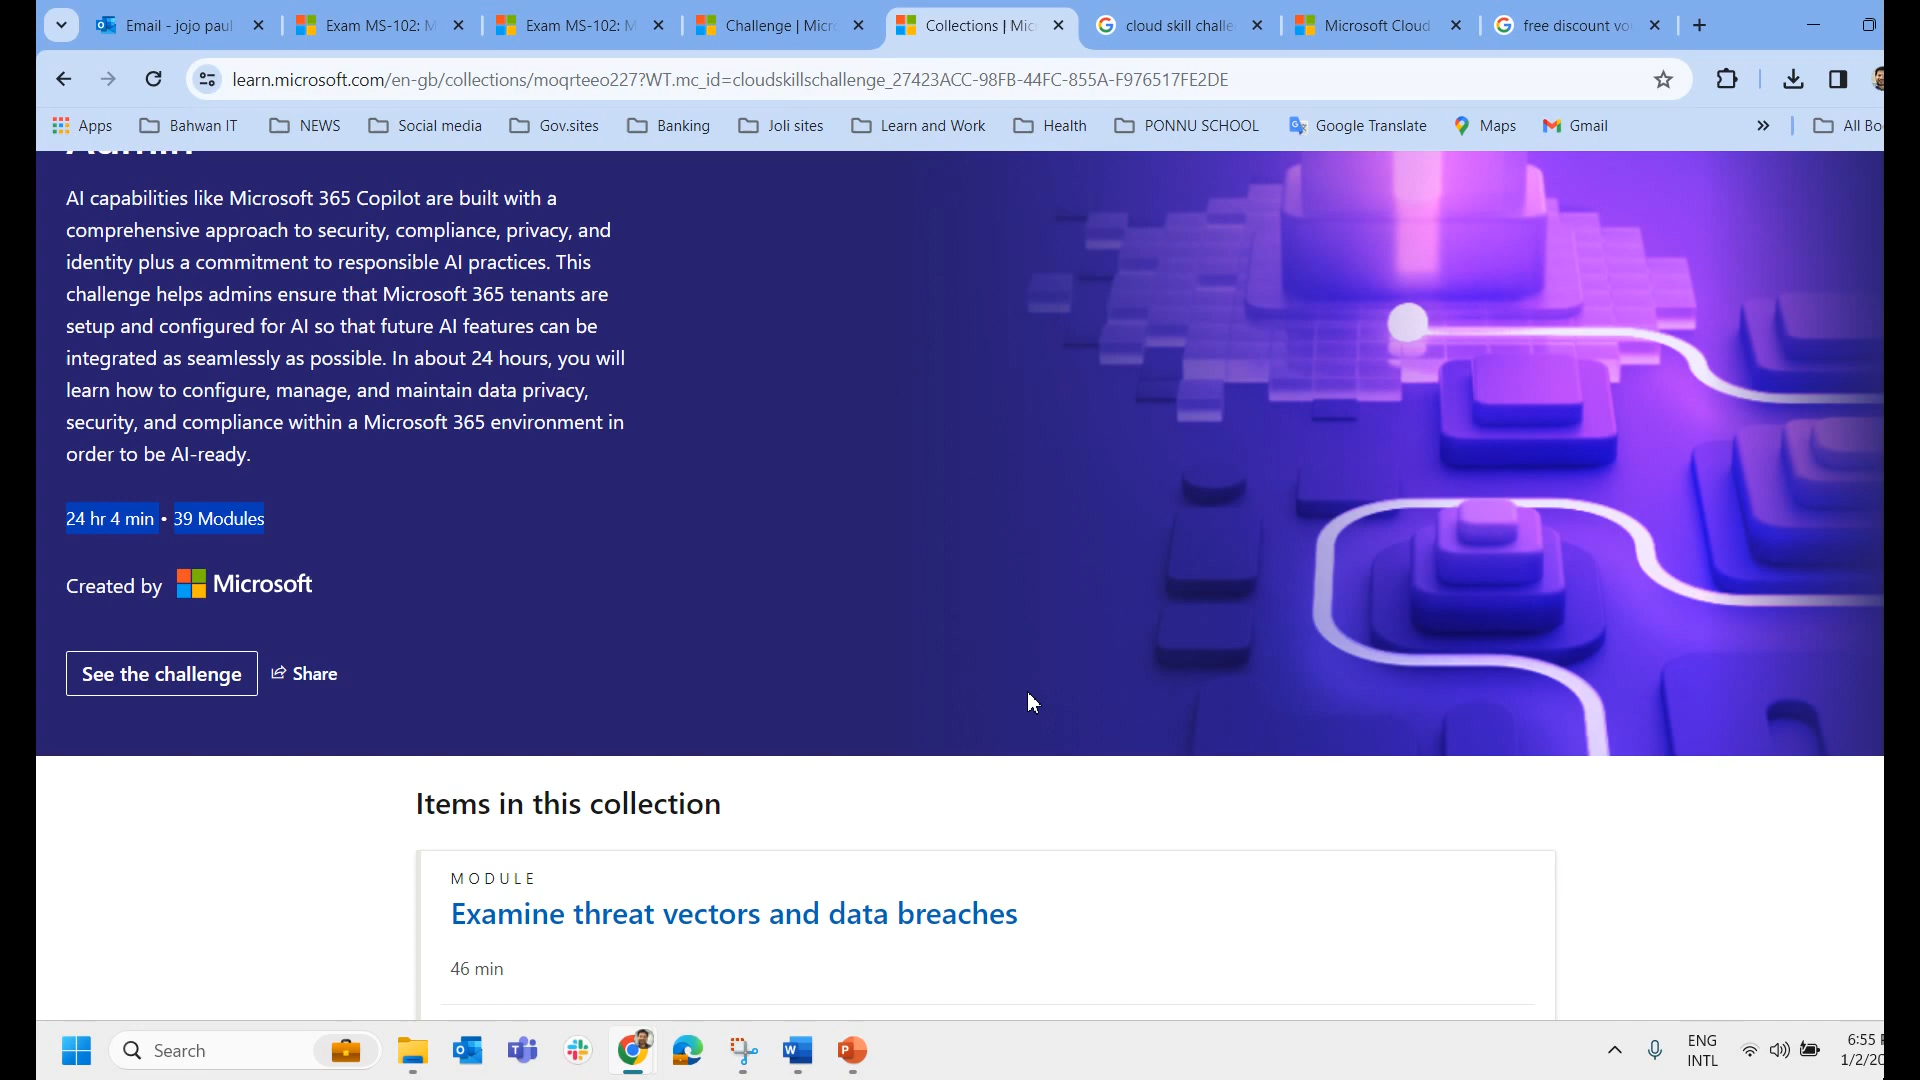 Email - jojo paul
Exam MS-102: M
Exam MS-102: M
Challenge | Micr
Collections | Mic
cloud skill challe
Microsoft Cloud
free discount vo
learn.microsoft.com/en-gb/collections/moqrteeo227?WT.mc_id=cloudskillschallenge_27423ACC-98FB-44FC-855A-F976517FE2DE
Apps
Bahwan IT
NEWS
Social media
Gov.sites
Banking
Joli sites
Learn and Work
Health
PONNU SCHOOL
Google Translate
Maps
Gmail
All Bo
AI capabilities like Microsoft 365 Copilot are built with a
comprehensive approach to security, compliance, privacy, and
identity plus a commitment to responsible AI practices. This
challenge helps admins ensure that Microsoft 365 tenants are
setup and configured for AI so that future AI features can be
integrated as seamlessly as possible. In about 24 hours, you will
learn how to configure, manage, and maintain data privacy,
security, and compliance within a Microsoft 365 environment in
order to be AI-ready.
24 hr 4 min • 39 Modules
Created by Microsoft
See the challenge
Share
Items in this collection
MODULE
Examine threat vectors and data breaches
46 min
Search
ENG
INTL
6:55
1/2/20